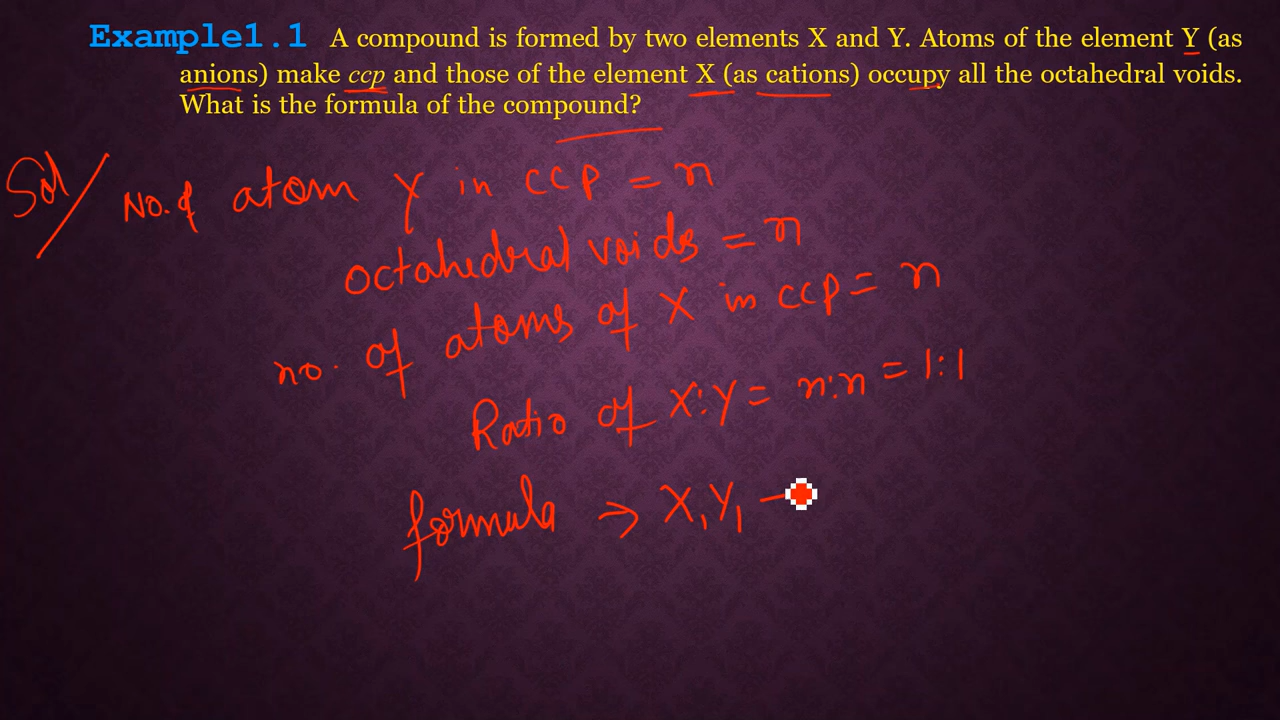 Example1.1 A compound is formed by two elements X and Y. Atoms of the element Y (as
anions) make ccp and those of the element X (as cations) occupy all the octahedral voids.
What is the formula of the compound?
Sol/ No. of atom Y in ccp = n
octahedral voids = n
no. of atoms of X in ccp = n
Ratio of X:Y = n:n = 1:1
formula → X₁Y₁ –